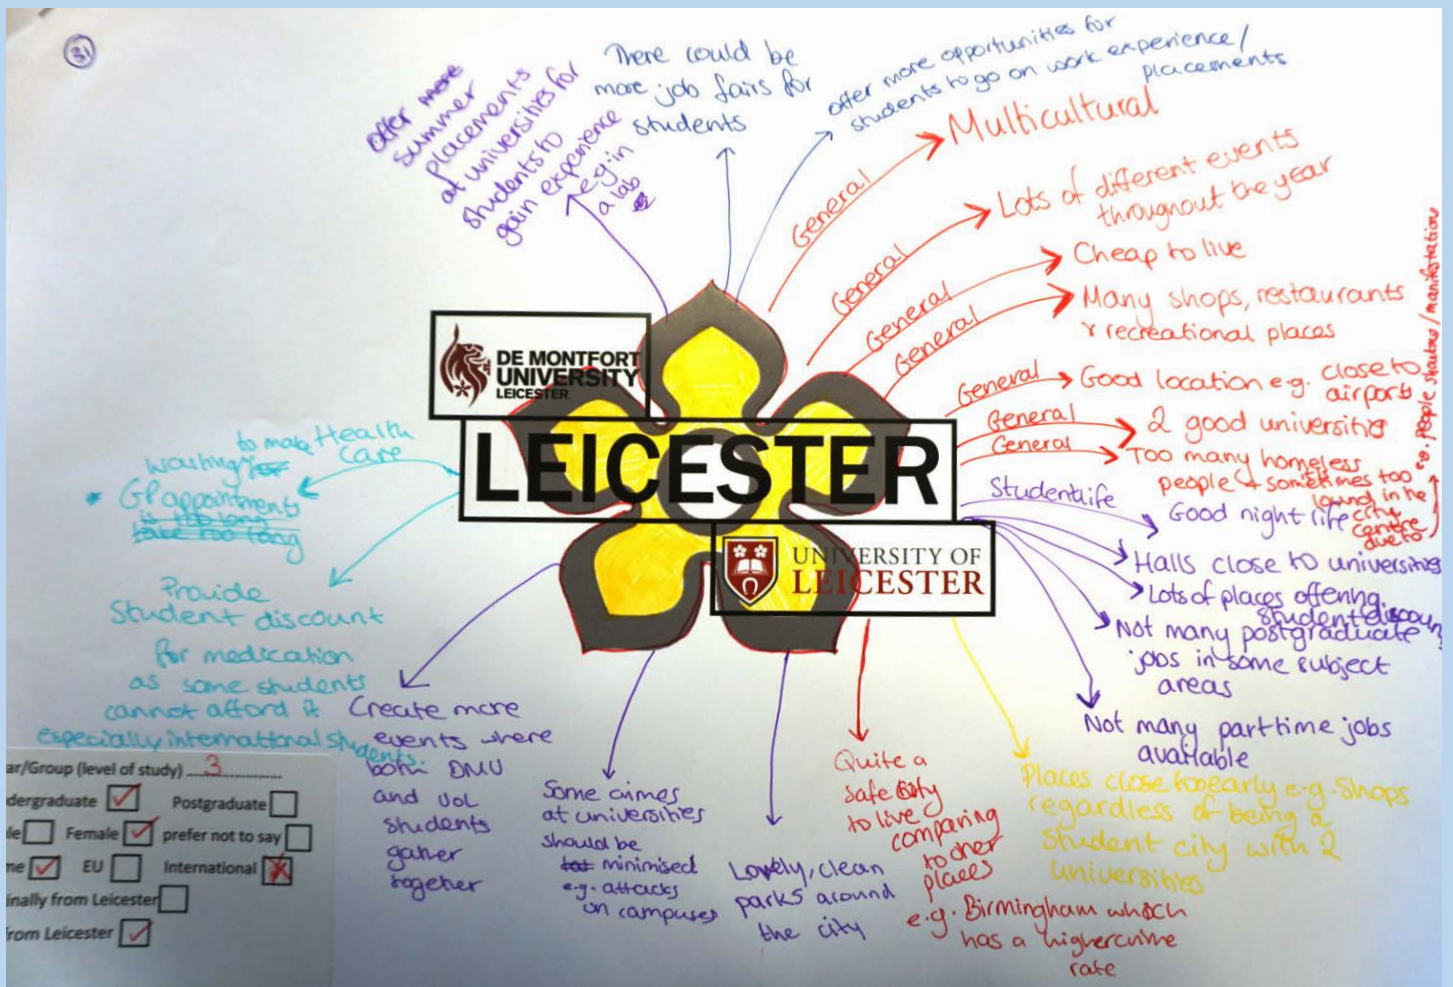 31
offer more
summer
placements
at universities for
students to
gain experience
e.g. in
a lab
There could be
more job fairs for
students
offer more opportunities for
students to go on work experience/
placements
General
Multicultural
General
Lots of different events
throughout the year
General
Cheap to live
General
Many shops, restaurants
& recreational places
General
Good location e.g. close to
airports
General
2 good universities
General
Too many homeless
people & sometimes too
lound in the
city
centre
due to
people shouting / manifestation
DE MONTFORT
UNIVERSITY
LEICESTER
LEICESTER
UNIVERSITY OF
LEICESTER
Student life
Good night life
Halls close to universities
Lots of places offering
student discount
Not many postgraduate
jobs in some subject
areas
Not many part time jobs
available
Health
Care
to make
waiting
GP appointments
is too long
take too long
Provide
Student discount
for medication
as some students
cannot afford it
especially international students.
Create more
events where
both DMU
and UoL
students
gather
together
Some crimes
at universities
should be
minimised
e.g. attacks
on campuses
Lovely, clean
parks around
the city
Quite a
safe city
to live
comparing
to other
places
e.g. Birmingham which
has a higher crime
rate
Places close too early e.g. shops
regardless of being a
student city with 2
universities
ar/Group (level of study) 3
dergraduate Postgraduate
le Female prefer not to say
me EU International
inally from Leicester
from Leicester